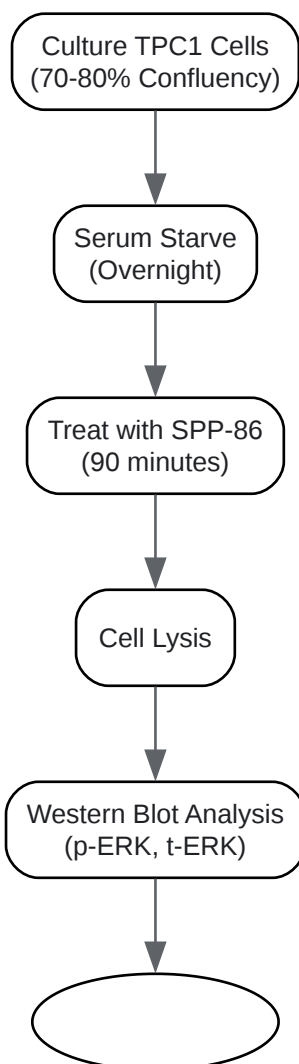 Culture TPC1 Cells
(70-80% Confluency)
Serum Starve
(Overnight)
Treat with SPP-86
(90 minutes)
Cell Lysis
Western Blot Analysis
(p-ERK, t-ERK)